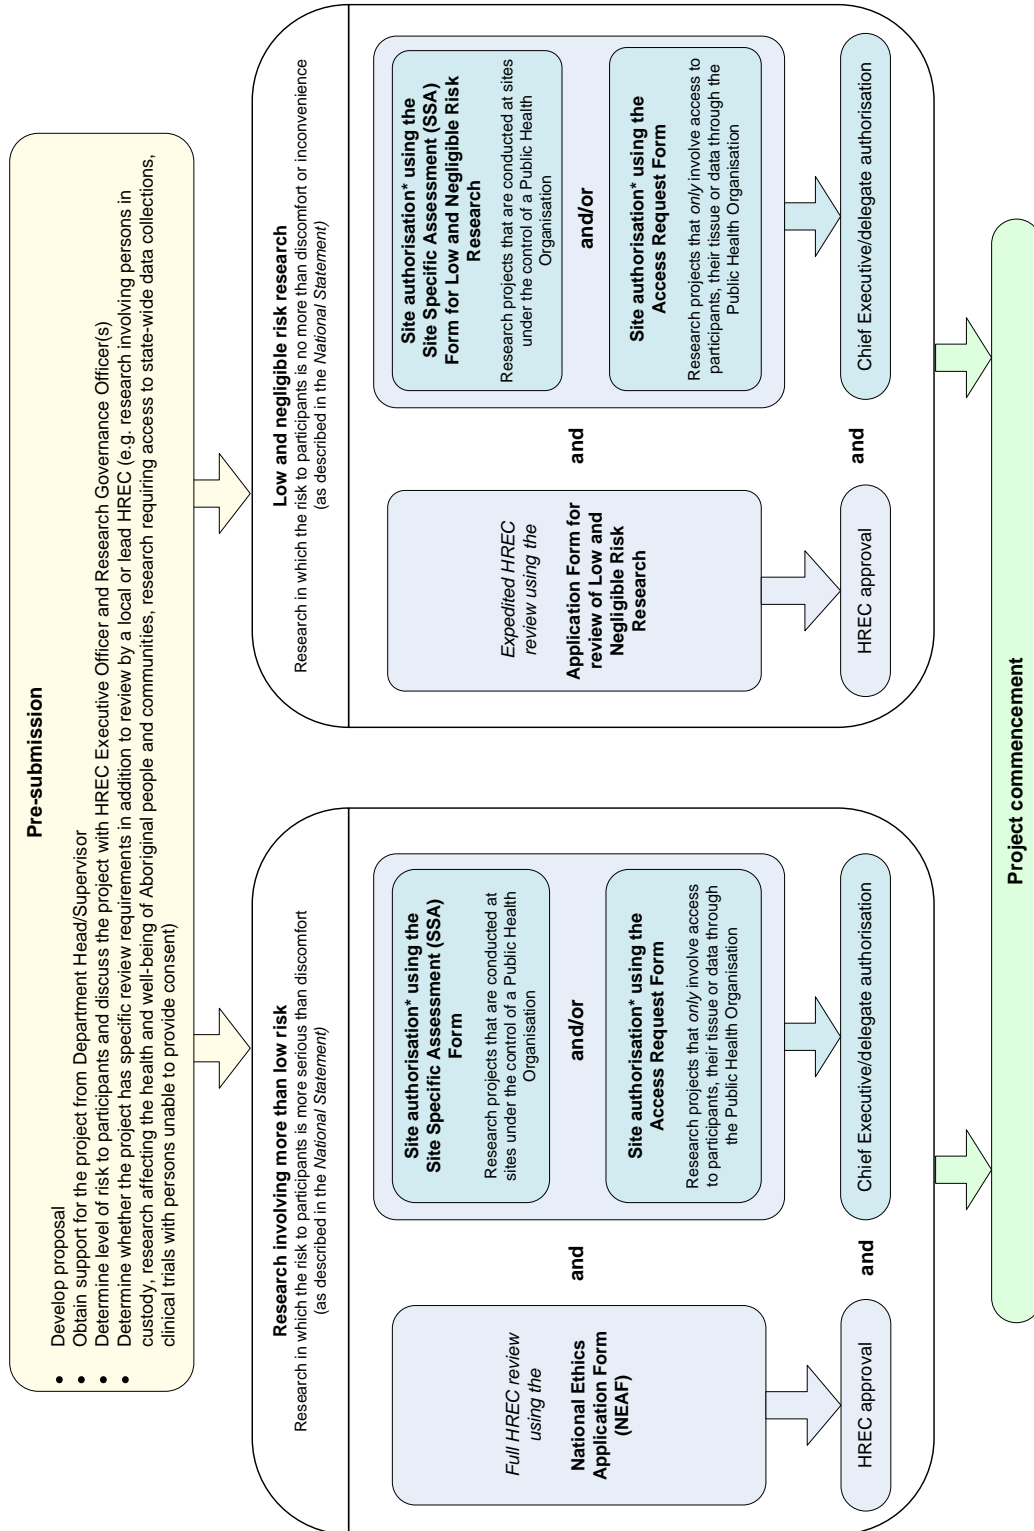 Pre-submission
• Develop proposal
• Obtain support for the project from Department Head/Supervisor
• Determine level of risk to participants and discuss the project with HREC Executive Officer and Research Governance Officer(s)
• Determine whether the project has specific review requirements in addition to review by a local or lead HREC (e.g. research involving persons in
custody, research affecting the health and well-being of Aboriginal people and communities, research requiring access to state-wide data collections,
clinical trials with persons unable to provide consent)
Research involving more than low risk
Research in which the risk to participants is more serious than discomfort
(as described in the National Statement)
Full HREC review
using the
National Ethics
Application Form
(NEAF)
and
Site authorisation* using the
Site Specific Assessment (SSA)
Form
Research projects that are conducted at
sites under the control of a Public Health
Organisation
and/or
Site authorisation* using the
Access Request Form
Research projects that only involve access
to participants, their tissue or data through
the Public Health Organisation
HREC approval
and
Chief Executive/delegate authorisation
Low and negligible risk research
Research in which the risk to participants is no more than discomfort or inconvenience
(as described in the National Statement)
Expedited HREC
review using the
Application Form for
review of Low and
Negligible Risk
Research
and
Site authorisation* using the
Site Specific Assessment (SSA)
Form for Low and Negligible Risk
Research
Research projects that are conducted at sites
under the control of a Public Health
Organisation
and/or
Site authorisation* using the
Access Request Form
Research projects that only involve access to
participants, their tissue or data through the
Public Health Organisation
HREC approval
and
Chief Executive/delegate authorisation
Project commencement